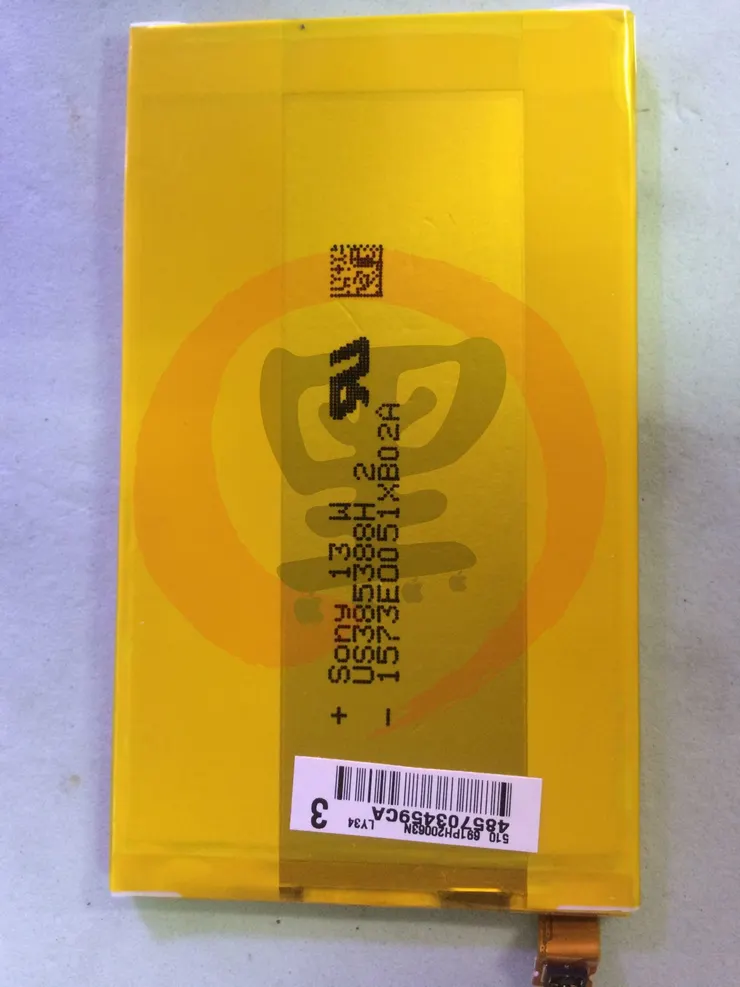 Sony 13 W
US385388H 2
1573E0051XB02A
+
−
3
LY34
485703459CA
510 691PH20063N
黑